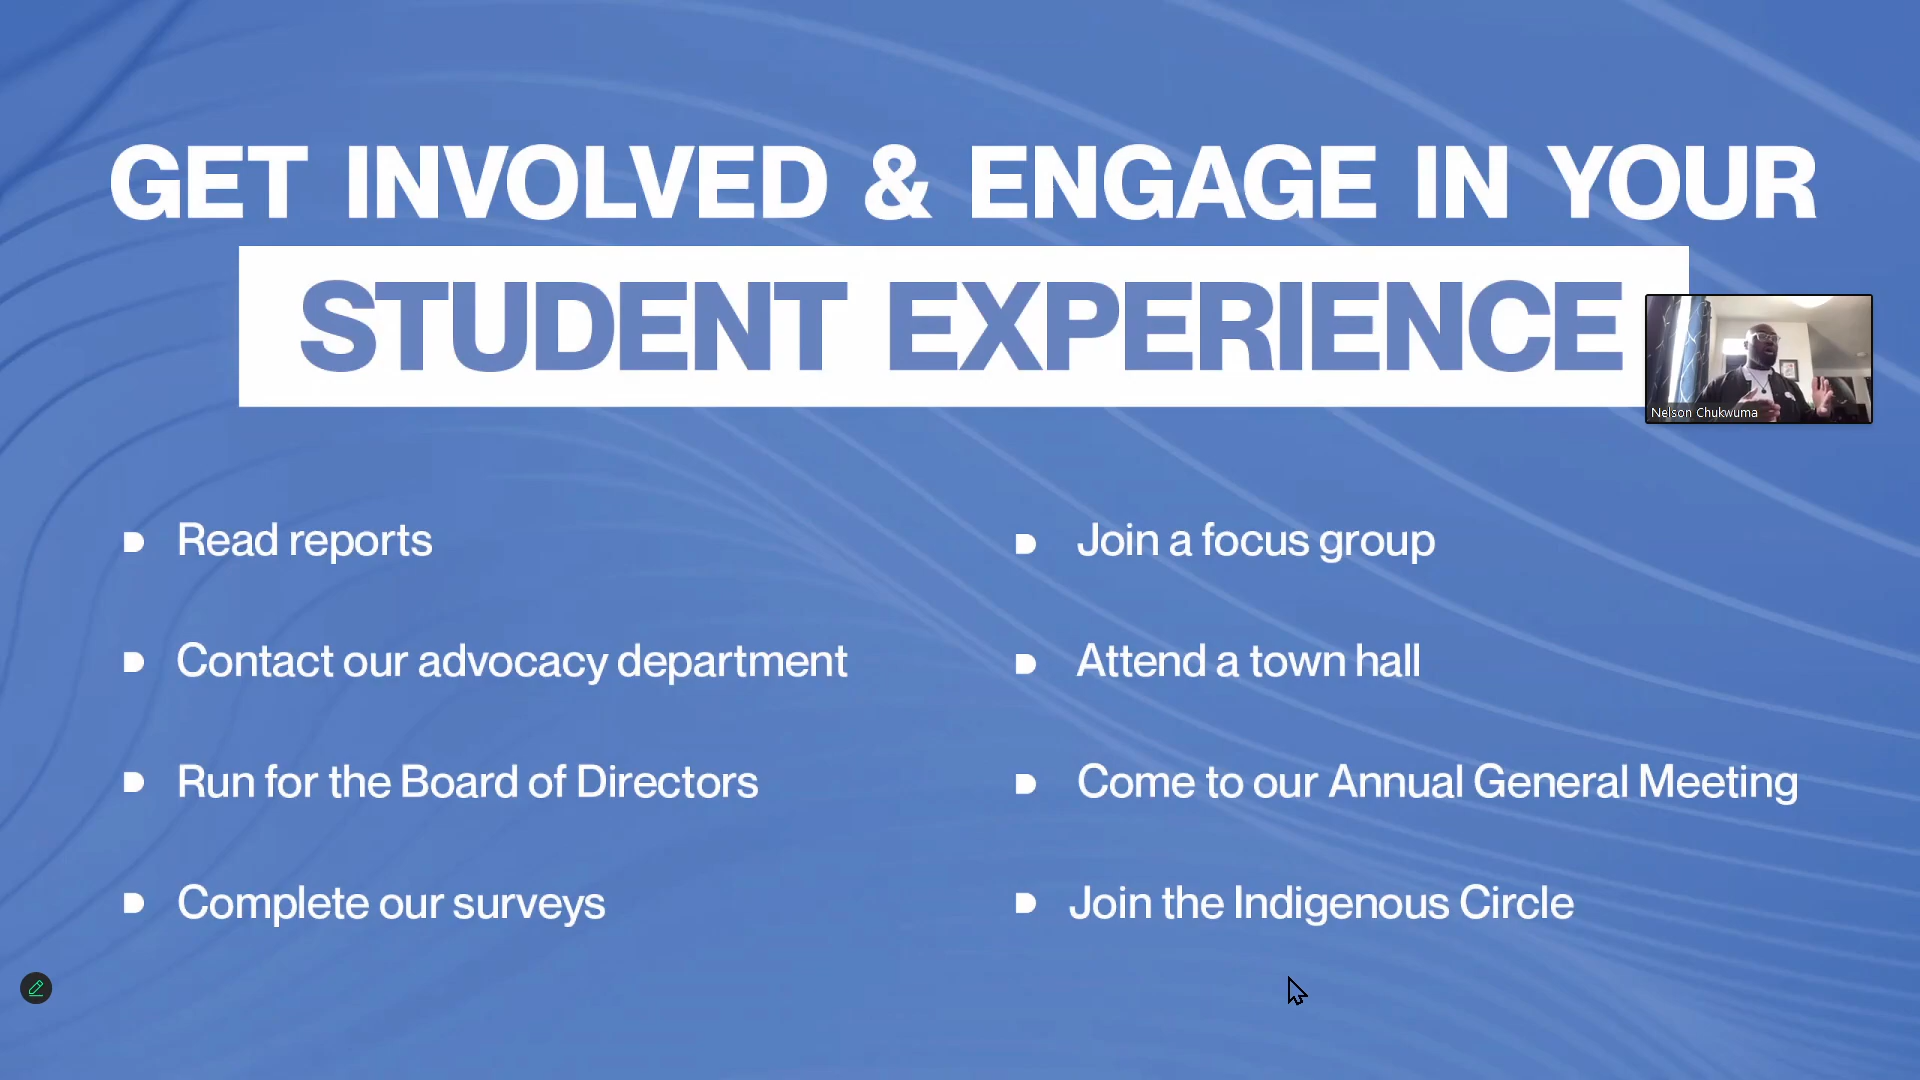 GET INVOLVED & ENGAGE IN YOUR
STUDENT EXPERIENCE
Nelson Chukwuma
Read reports
Contact our advocacy department
Run for the Board of Directors
Complete our surveys
Join a focus group
Attend a town hall
Come to our Annual General Meeting
Join the Indigenous Circle